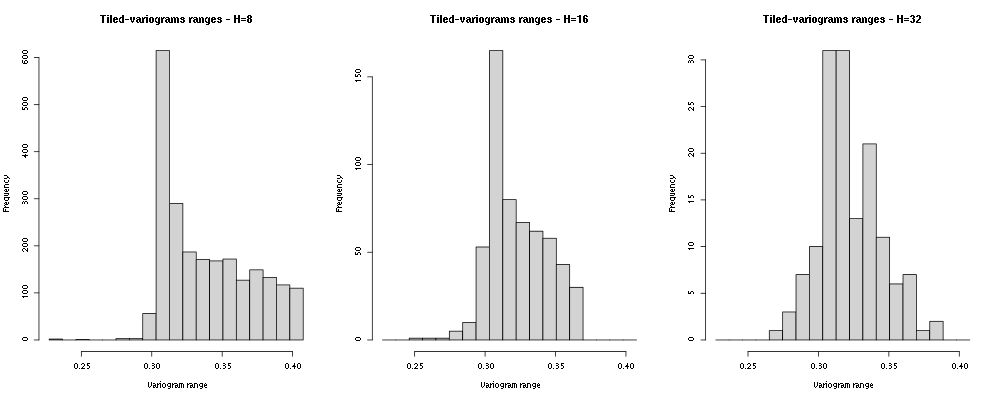 Tiled-variograms ranges - H=8
Frequency
600
500
400
300
200
100
0
0.25 0.30 0.35 0.40
Variogram range
Tiled-variograms ranges - H=16
Frequency
150
100
50
0
0.25 0.30 0.35 0.40
Variogram range
Tiled-variograms ranges - H=32
Frequency
30
25
20
15
10
5
0
0.25 0.30 0.35 0.40
Variogram range